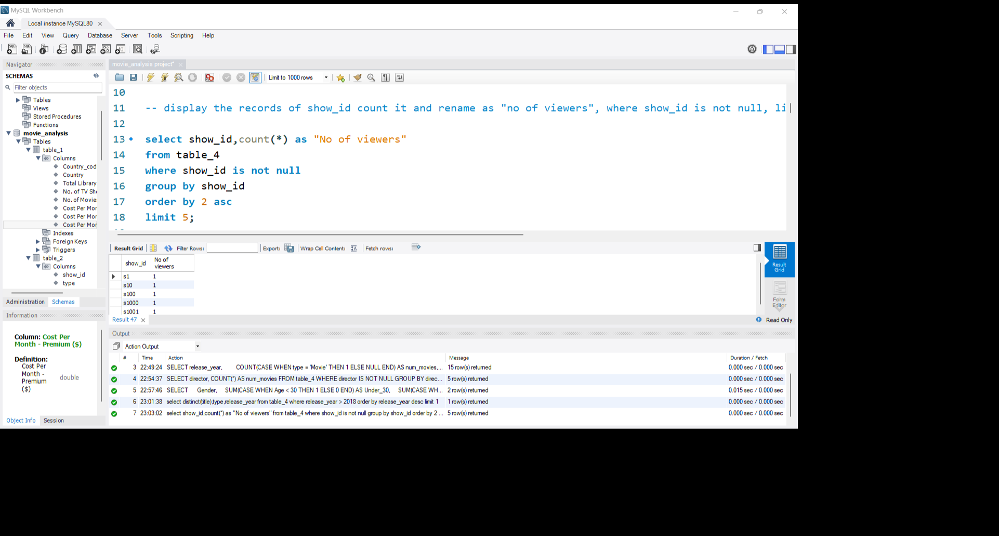 MySQL Workbench
Local instance MySQL80
File Edit View Query Database Server Tools Scripting Help
Navigator
SCHEMAS
Filter objects
Tables
Views
Stored Procedures
Functions
movie_analysis
Tables
table_1
Columns
Country_cod
Country
Total Library
No. of TV Sh
No. of Movie
Cost Per Mor
Cost Per Mor
Cost Per Mor
Indexes
Foreign Keys
Triggers
table_2
Columns
show_id
type
Administration Schemas
Information
Column: Cost Per
Month - Premium ($)
Definition:
Cost Per
Month -
Premium
($)
double
Object Info Session
movie_analysis project*
Limit to 1000 rows
10
11 -- display the records of show_id count it and rename as "no of viewers", where show_id is not null, li
12
13 select show_id,count(*) as "No of viewers"
14 from table_4
15 where show_id is not null
16 group by show_id
17 order by 2 asc
18 limit 5;
Result Grid Filter Rows: Export: Wrap Cell Content: Fetch rows:
show_id No of viewers
s1 1
s10 1
s100 1
s1000 1
s1001 1
Result Grid
Form Editor
Result 47
Read Only
Output
Action Output
# Time Action Message Duration / Fetch
3 22:49:24 SELECT release_year, COUNT(CASE WHEN type = 'Movie' THEN 1 ELSE NULL END) AS num_movies,... 15 row(s) returned 0.000 sec / 0.000 sec
4 22:54:37 SELECT director, COUNT(*) AS num_movies FROM table_4 WHERE director IS NOT NULL GROUP BY direc... 5 row(s) returned 0.000 sec / 0.000 sec
5 22:57:46 SELECT Gender, SUM(CASE WHEN Age < 30 THEN 1 ELSE 0 END) AS Under_30, SUM(CASE WH... 2 row(s) returned 0.015 sec / 0.000 sec
6 23:01:38 select distinct(title),type,release_year from table_4 where release_year > 2018 order by release_year desc limit 1 1 row(s) returned 0.000 sec / 0.000 sec
7 23:03:02 select show_id,count(*) as "No of viewers" from table_4 where show_id is not null group by show_id order by 2 ... 5 row(s) returned 0.000 sec / 0.000 sec